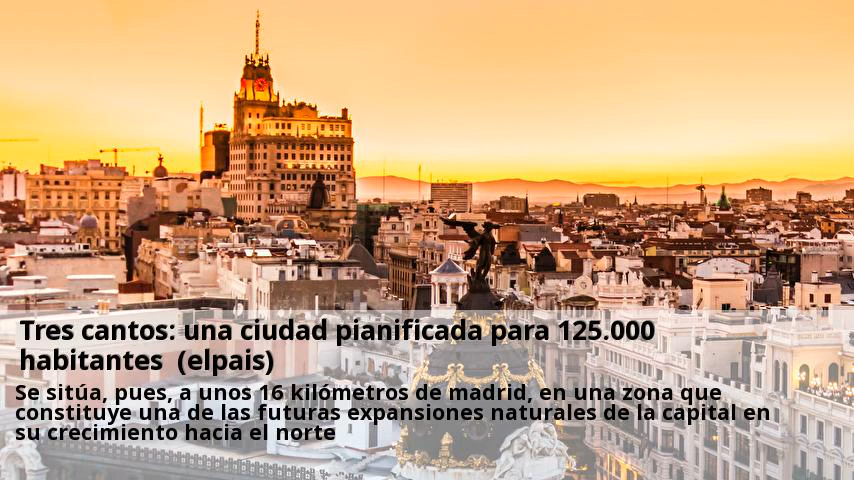 Tres cantos: una ciudad pianificada para 125.000
habitantes  (elpais)
Se sitúa, pues, a unos 16 kilómetros de madrid, en una zona que
constituye una de las futuras expansiones naturales de la capital en
su crecimiento hacia el norte